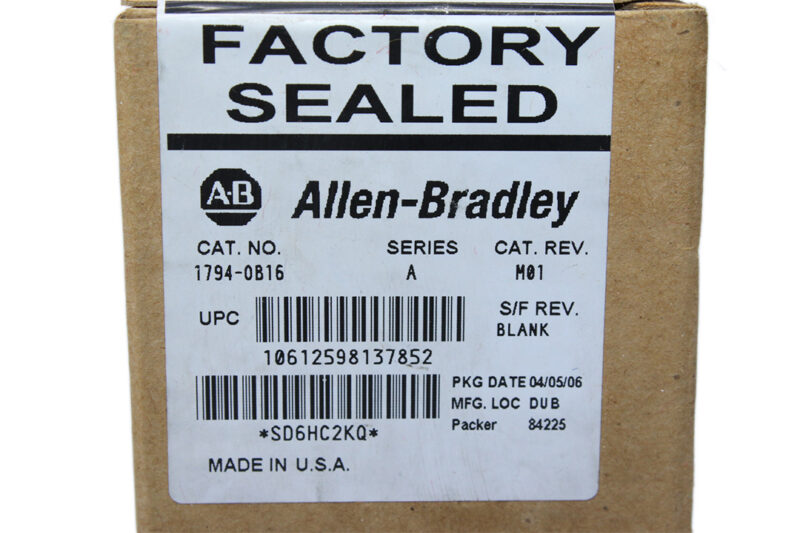 FACTORY
SEALED
A·B Allen-Bradley
CAT. NO. SERIES CAT. REV.
1794-OB16 A M01
UPC S/F REV.
BLANK
10612598137852
PKG DATE 04/05/06
MFG. LOC DUB
Packer 84225
*SD6HC2KQ*
MADE IN U.S.A.